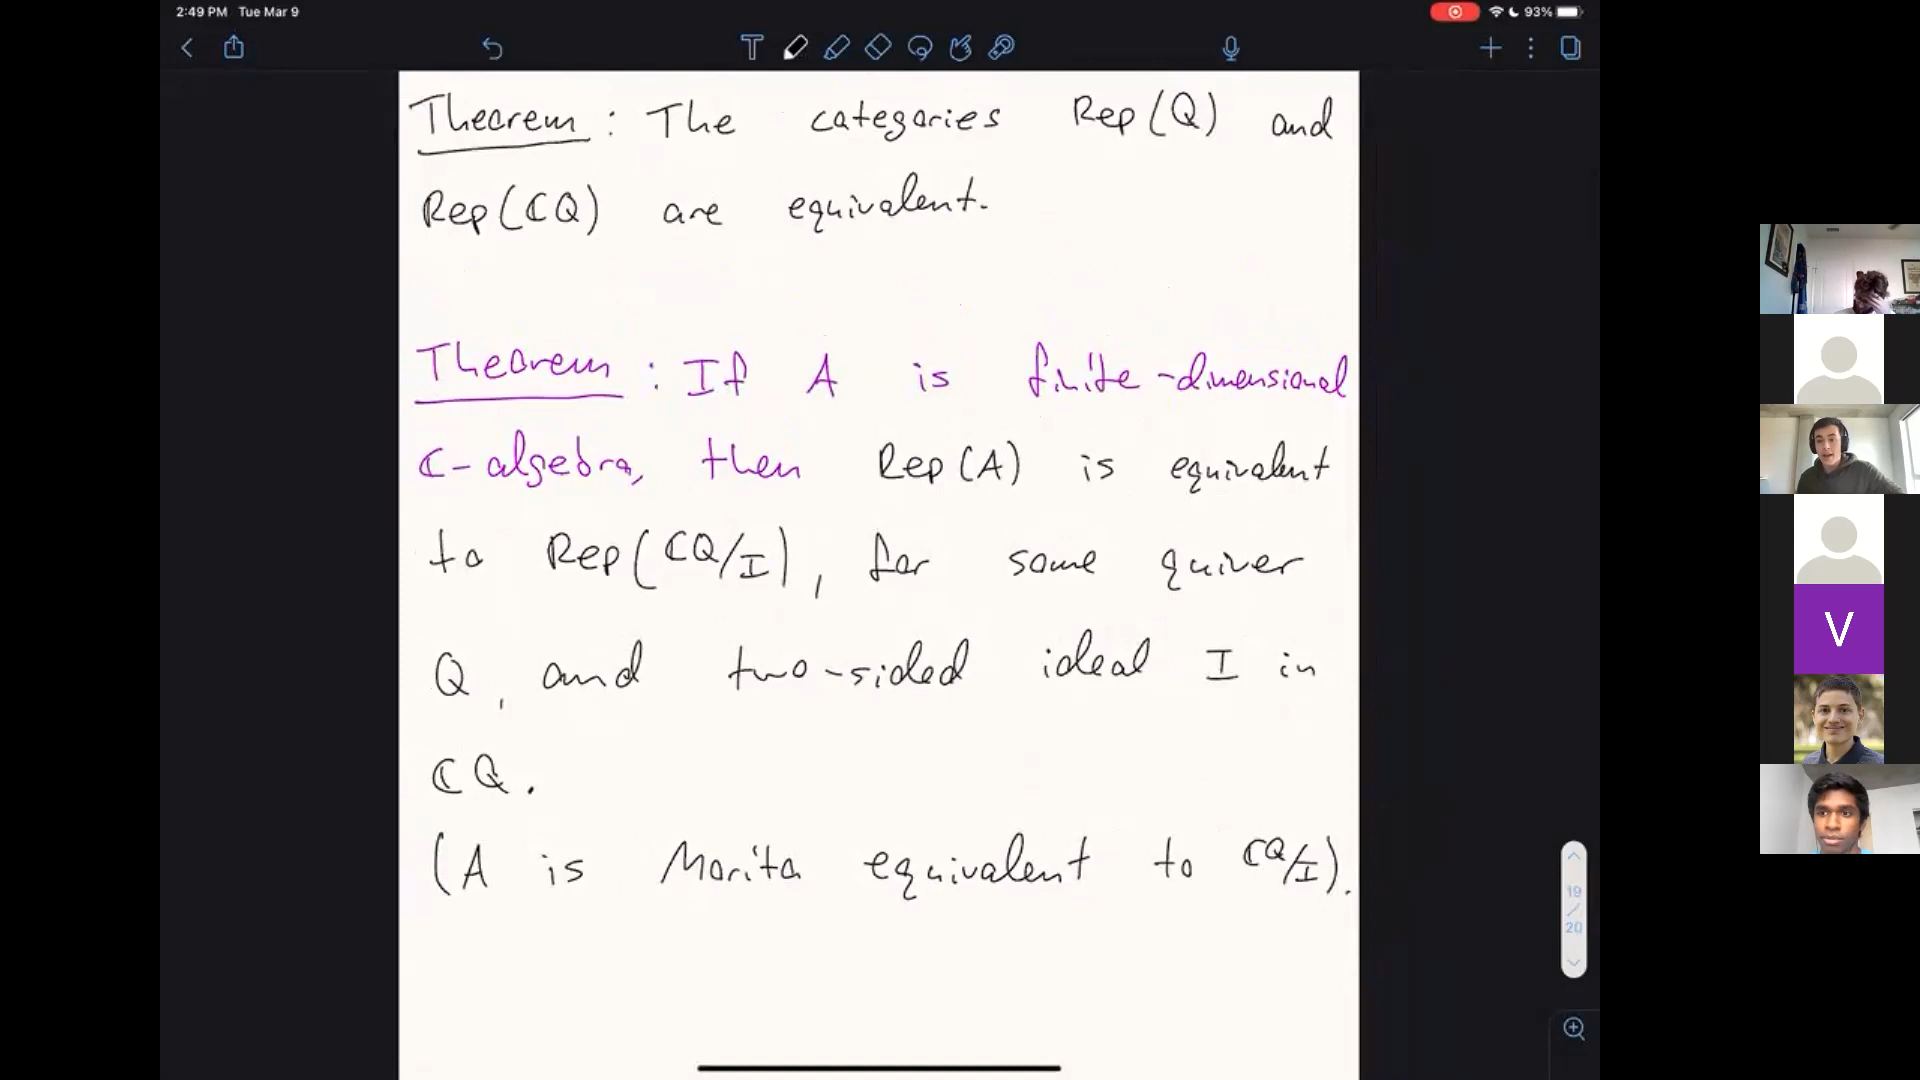 2:49 PM Tue Mar 9
93%
Theorem : The categories Rep(Q) and
Rep(ℂQ) are equivalent.
Theorem : If A is finite-dimensional
ℂ-algebra, then Rep(A) is equivalent
to Rep(ℂQ/I), for some quiver
Q, and two-sided ideal I in
ℂQ.
(A is Morita equivalent to ℂQ/I).
19
/
20
V